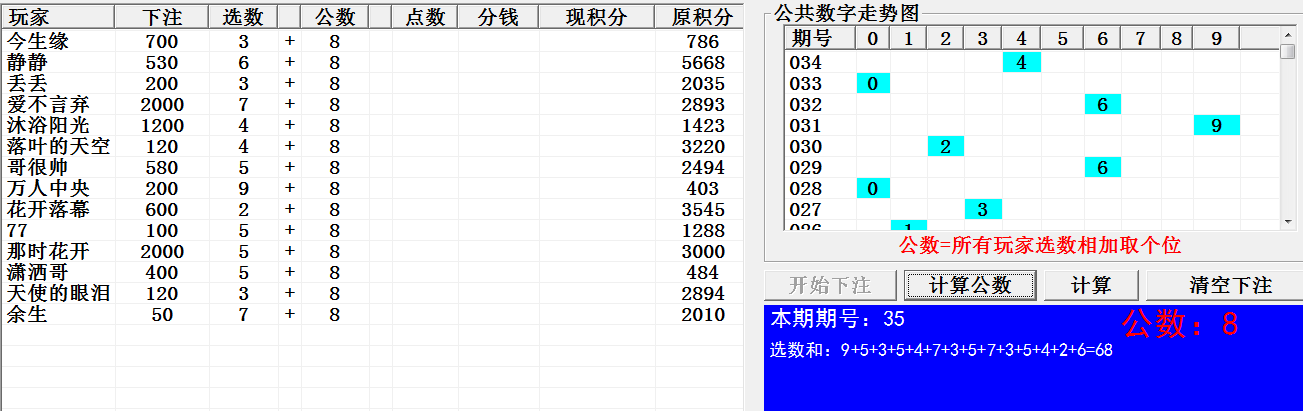 玩家 下注 选数 公数 点数 分钱 现积分 原积分
今生缘 700 3 + 8 786
静静 530 6 + 8 5668
丢丢 200 3 + 8 2035
爱不言弃 2000 7 + 8 2893
沐浴阳光 1200 4 + 8 1423
落叶的天空 120 4 + 8 3220
哥很帅 580 5 + 8 2494
万人中央 200 9 + 8 403
花开落幕 600 2 + 8 3545
77 100 5 + 8 1288
那时花开 2000 5 + 8 3000
潇洒哥 400 5 + 8 484
天使的眼泪 120 3 + 8 2894
余生 50 7 + 8 2010
公共数字走势图
期号 0 1 2 3 4 5 6 7 8 9
034 4
033 0
032 6
031 9
030 2
029 6
028 0
027 3
026 1
公数=所有玩家选数相加取个位
开始下注 计算公数 计算 清空下注
本期期号：35 公数：8
选数和：9+5+3+5+4+7+3+5+7+3+5+4+2+6=68